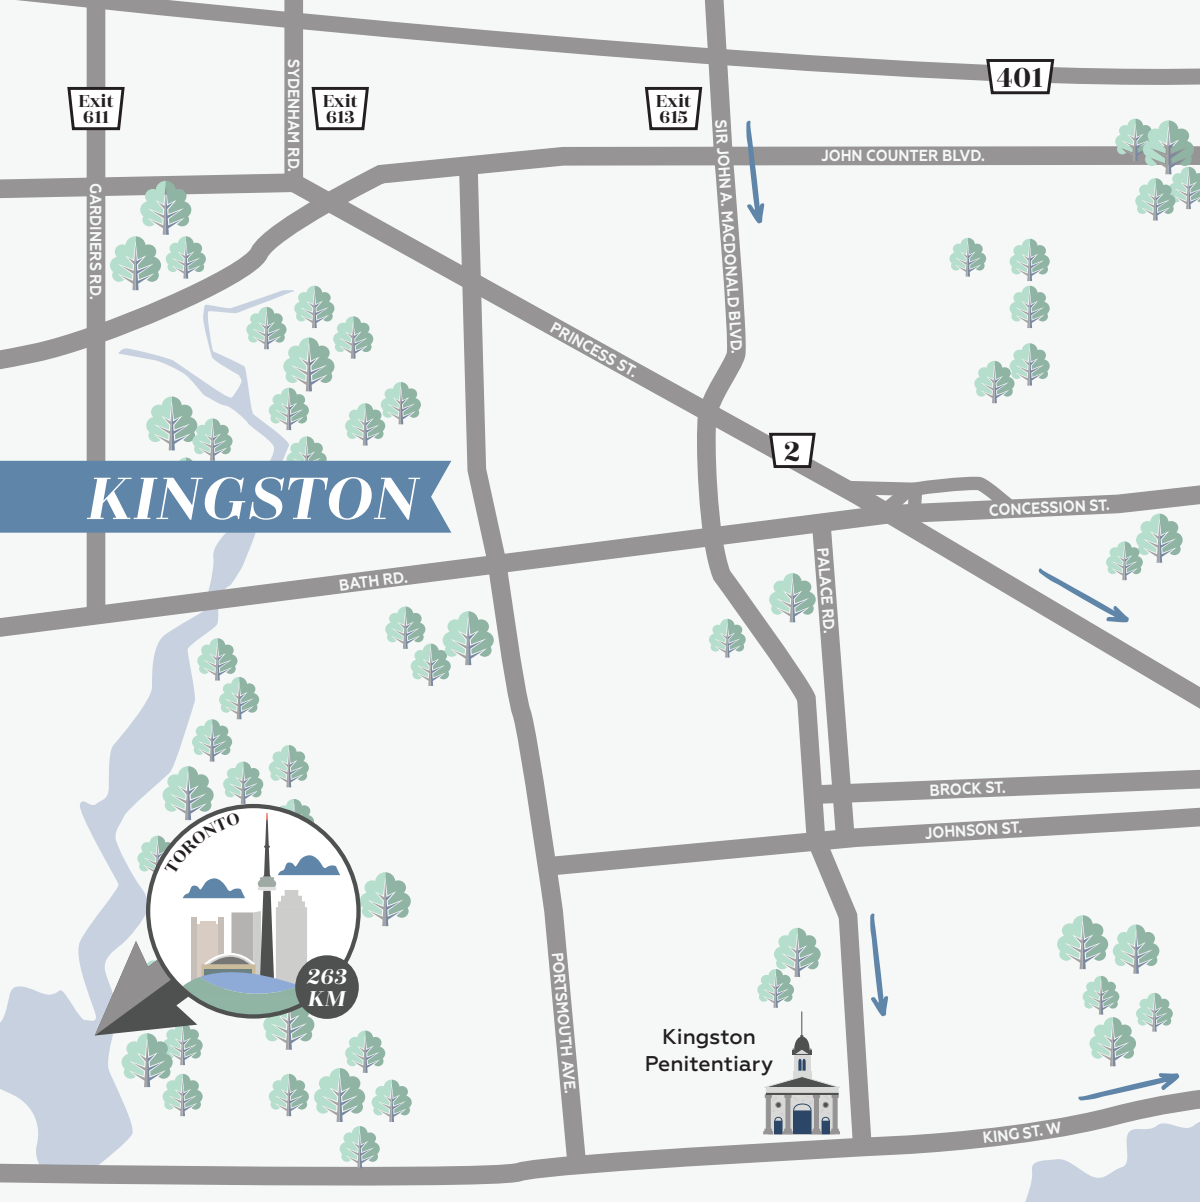 401
Exit
611
SYDENHAM RD.
Exit
613
Exit
615
SIR JOHN A. MACDONALD BLVD.
JOHN COUNTER BLVD.
GARDINERS RD.
PRINCESS ST.
2
KINGSTON
CONCESSION ST.
BATH RD.
PALACE RD.
BROCK ST.
JOHNSON ST.
TORONTO
263
KM
PORTSMOUTH AVE.
Kingston
Penitentiary
KING ST. W